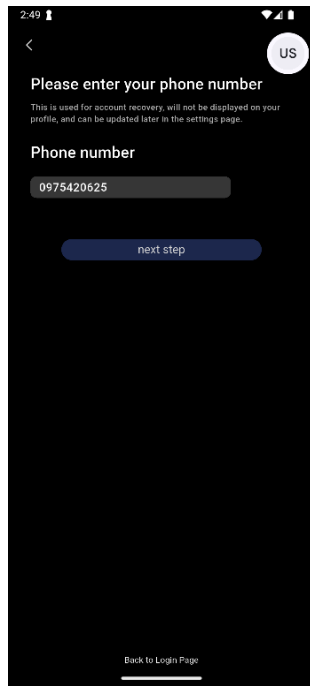 2:49
US
Please enter your phone number
This is used for account recovery, will not be displayed on your
profile, and can be updated later in the settings page.
Phone number
0975420625
next step
Back to Login Page